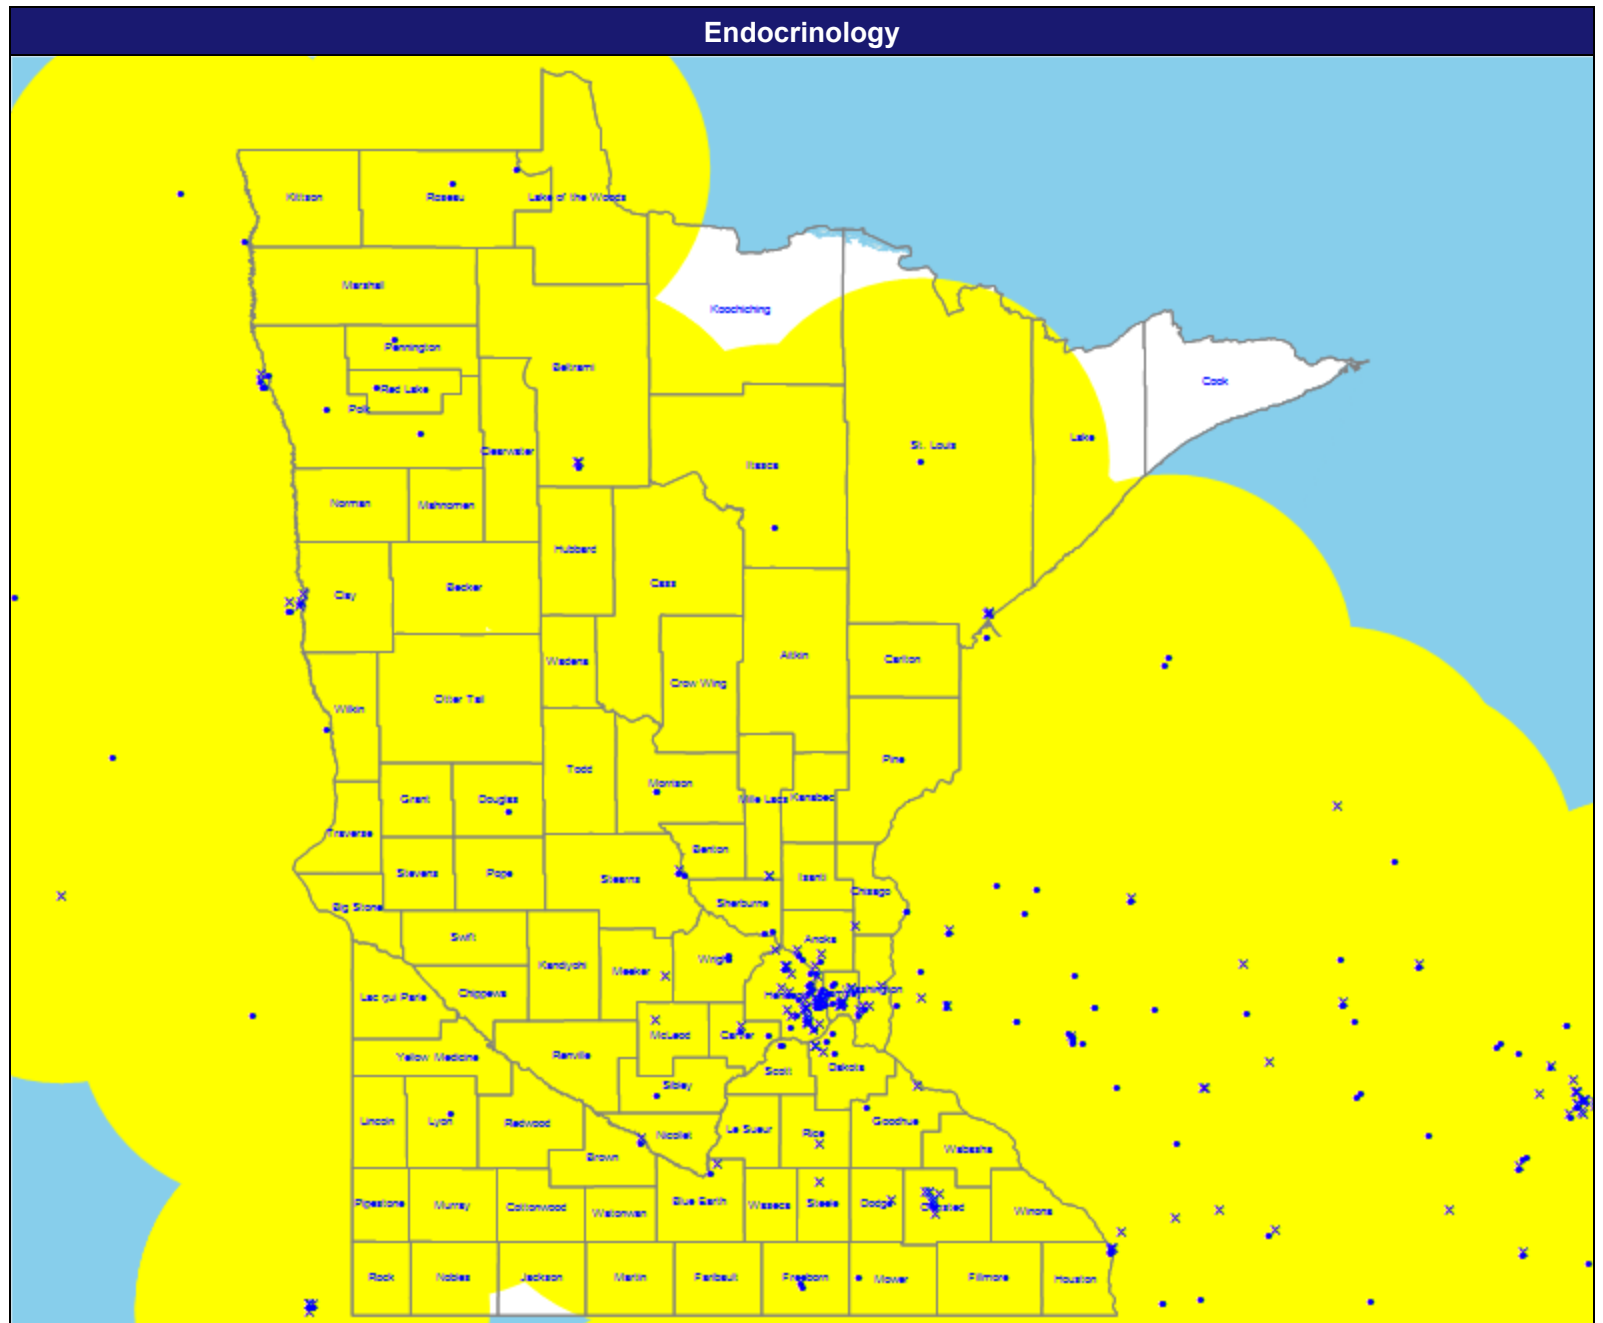 Endocrinology
Kittson
Roseau
Lake of the Woods
Marshall
Koochiching
Pennington
Beltrami
Cook
Red Lake
Polk
Lake
St. Louis
Clearwater
Itasca
Norman
Mahnomen
Hubbard
Cass
Becker
Clay
Aitkin
Carlton
Wadena
Crow Wing
Otter Tail
Wilkin
Pine
Todd
Morrison
Grant
Douglas
Mille Lacs
Kanabec
Traverse
Benton
Stevens
Pope
Stearns
Isanti
Chisago
Sherburne
Big Stone
Swift
Anoka
Wright
Kandiyohi
Meeker
Washington
Chippewa
Lac qui Parle
McLeod
Carver
Renville
Yellow Medicine
Scott
Dakota
Sibley
Lincoln
Lyon
Redwood
Goodhue
Le Sueur
Rice
Nicollet
Wabasha
Brown
Pipestone
Murray
Cottonwood
Watonwan
Blue Earth
Waseca
Steele
Dodge
Olmsted
Winona
Rock
Nobles
Jackson
Martin
Faribault
Freeborn
Mower
Fillmore
Houston